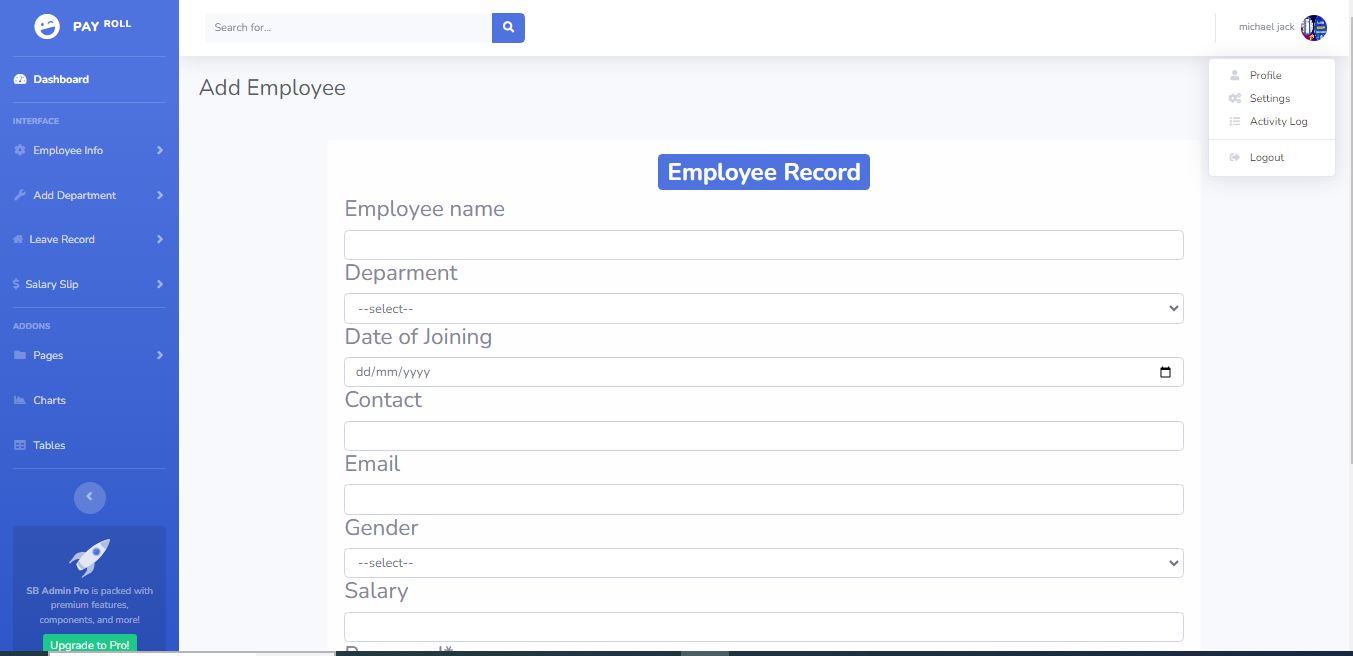 PAY ROLL
Search for...
michael jack
Dashboard
INTERFACE
Employee Info
Add Department
Leave Record
Salary Slip
ADDONS
Pages
Charts
Tables
SB Admin Pro is packed with
premium features,
components, and more!
Upgrade to Pro!
Profile
Settings
Activity Log
Logout
Add Employee
Employee Record
Employee name
Deparment
--select--
Date of Joining
dd/mm/yyyy
Contact
Email
Gender
--select--
Salary